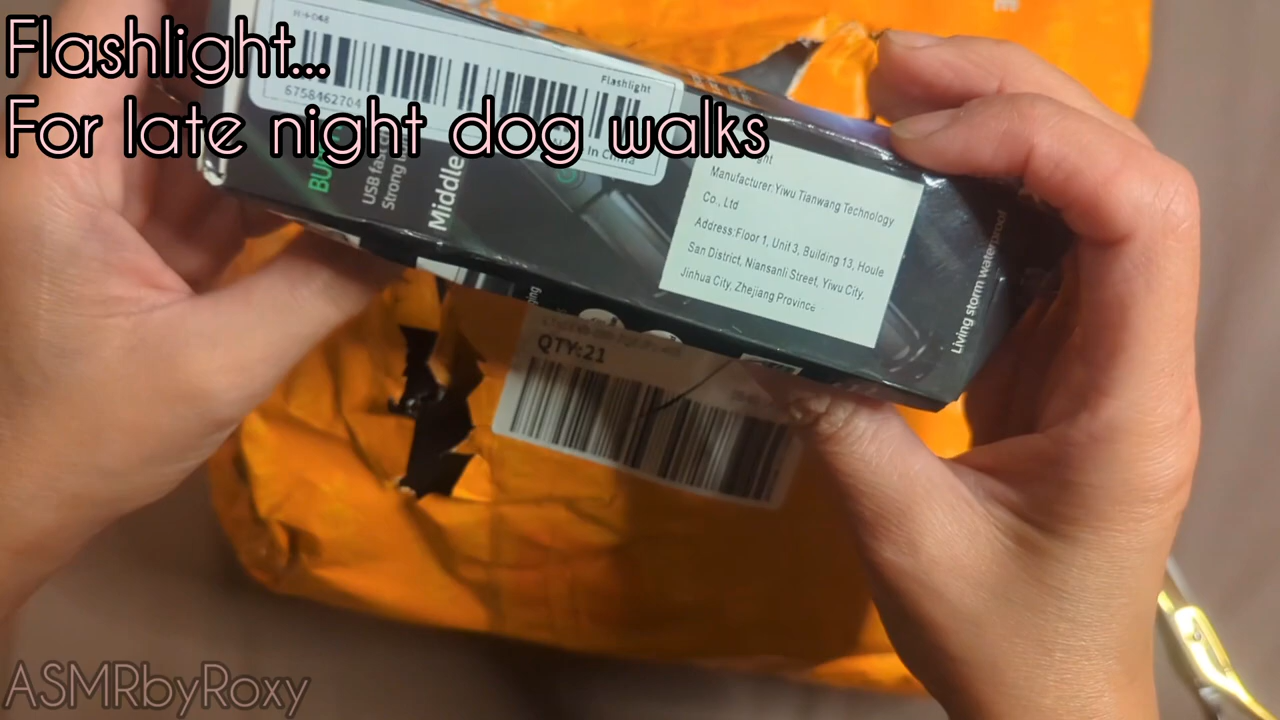 Flashlight...
For late night dog walks
Flashlight
6758462704
In China
USB fast
Strong
Middle
Manufacturer:Yiwu Tianwang Technology
Co., Ltd
Address:Floor 1, Unit 3, Building 13, Houle
San District, Niansanli Street, Yiwu City,
Jinhua City, Zhejiang Province
Living storm waterproof
QTY:21
ASMRbyRoxy